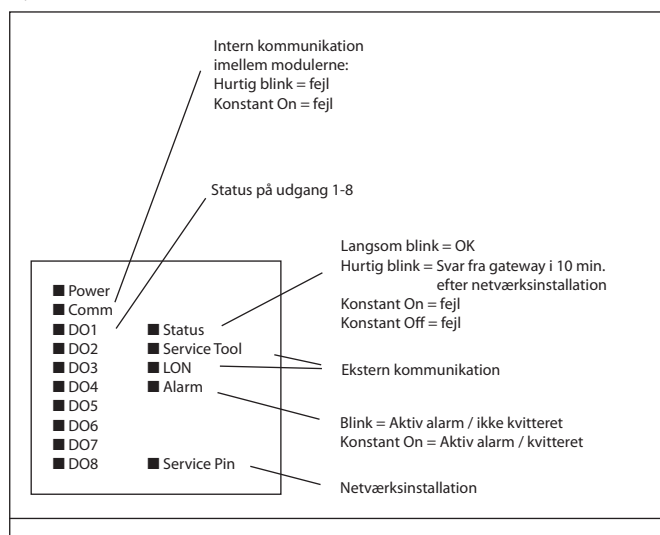 Intern kommunikation
imellem modulerne:
Hurtig blink = fejl
Konstant On = fejl
Status på udgang 1-8
Langsom blink = OK
Hurtig blink = Svar fra gateway i 10 min.
efter netværksinstallation
Konstant On = fejl
Konstant Off = fejl
Power
Comm
DO1
DO2
DO3
DO4
DO5
DO6
DO7
DO8
Status
Service Tool
LON
Alarm
Service Pin
Ekstern kommunikation
Blink = Aktiv alarm / ikke kvitteret
Konstant On = Aktiv alarm / kvitteret
Netværksinstallation